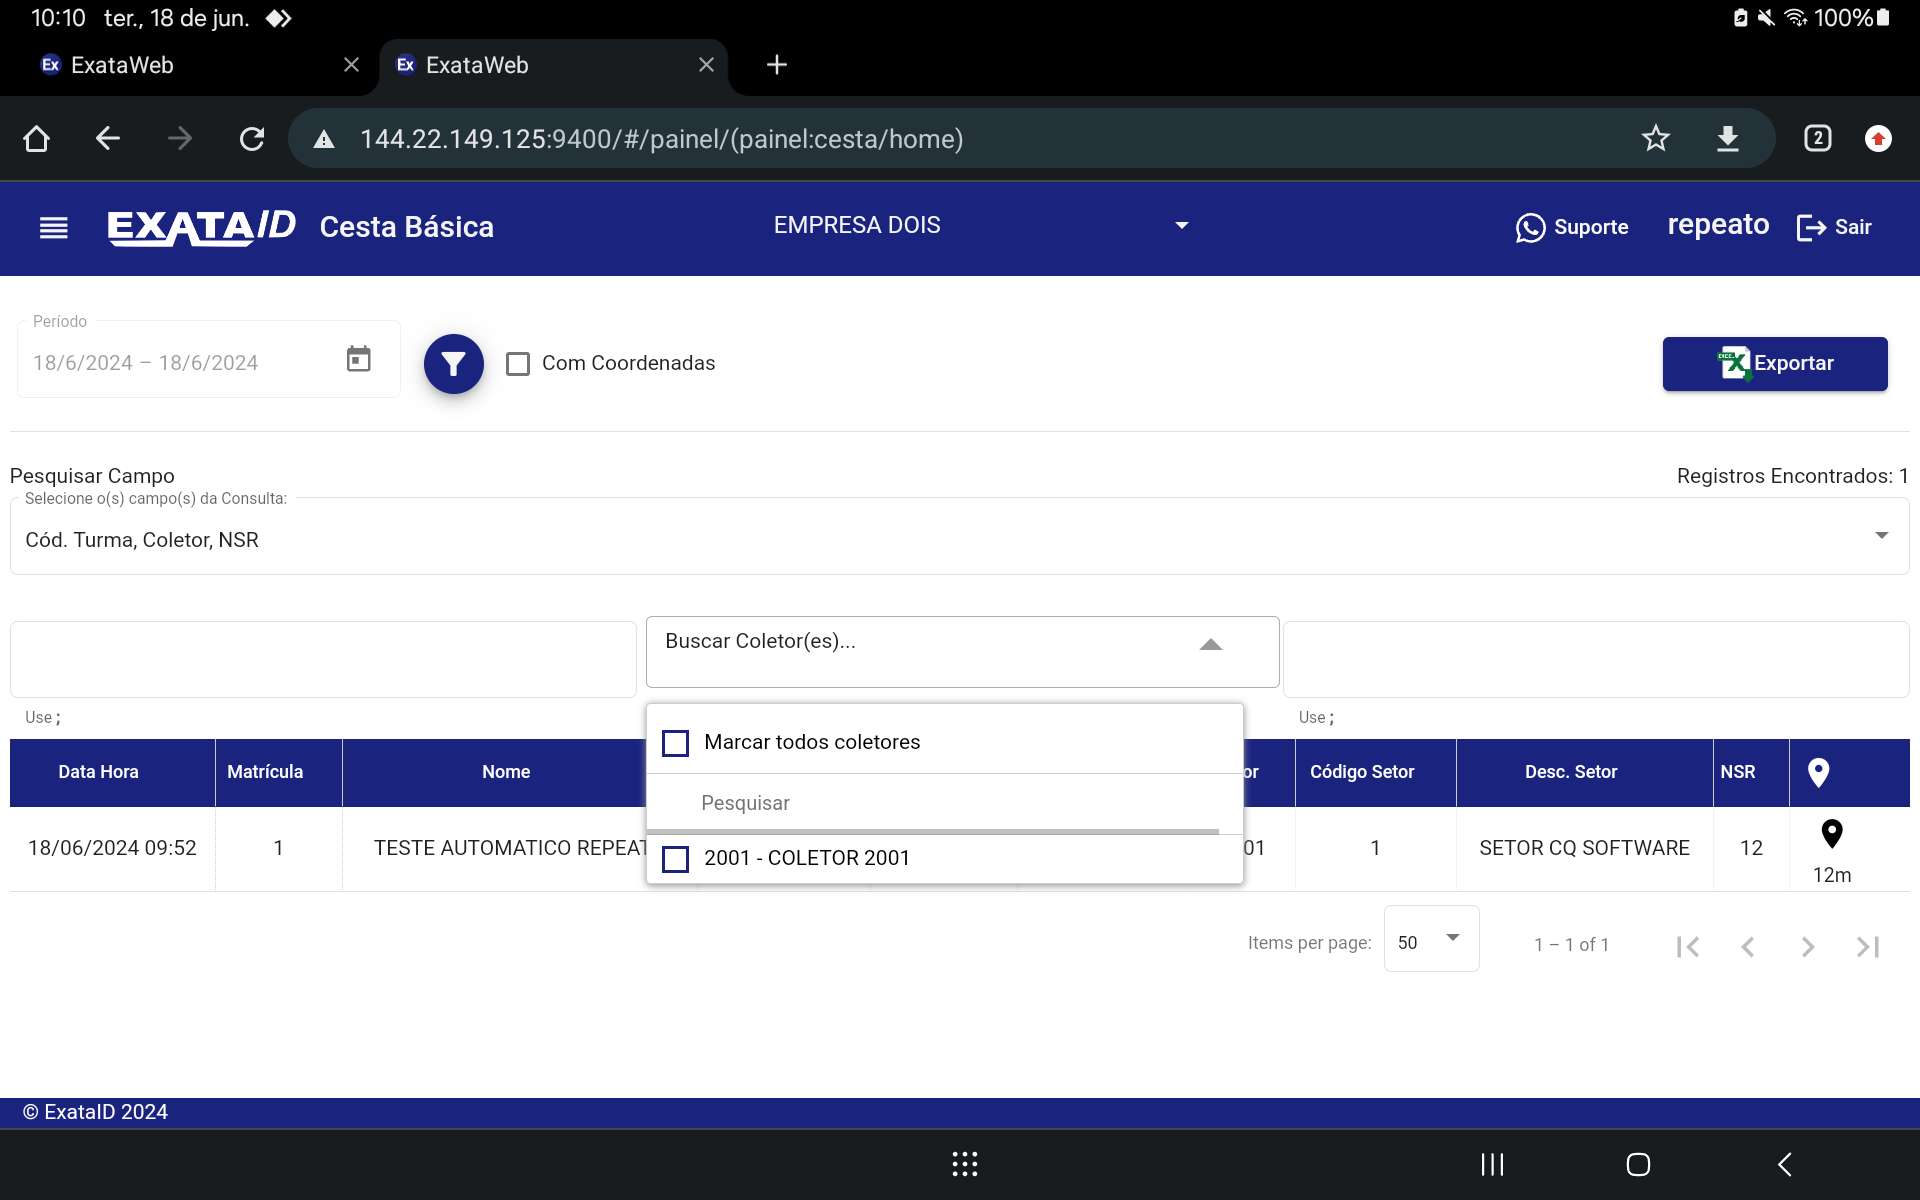 10:10 ter., 18 de jun. 100%
Ex ExataWeb Ex ExataWeb
144.22.149.125:9400/#/painel/(painel:cesta/home) 2
EXATAID Cesta Básica EMPRESA DOIS Suporte repeato Sair
Período
18/6/2024 – 18/6/2024 Com Coordenadas Exportar
Pesquisar Campo Registros Encontrados: 1
Selecione o(s) campo(s) da Consulta:
Cód. Turma, Coletor, NSR
Buscar Coletor(es)...
Use ; Use ;
Marcar todos coletores
Data Hora Matrícula Nome or Código Setor Desc. Setor NSR
Pesquisar
18/06/2024 09:52 1 TESTE AUTOMATICO REPEAT 01 1 SETOR CQ SOFTWARE 12
2001 - COLETOR 2001
12m
Items per page: 50 1 – 1 of 1
© ExataID 2024